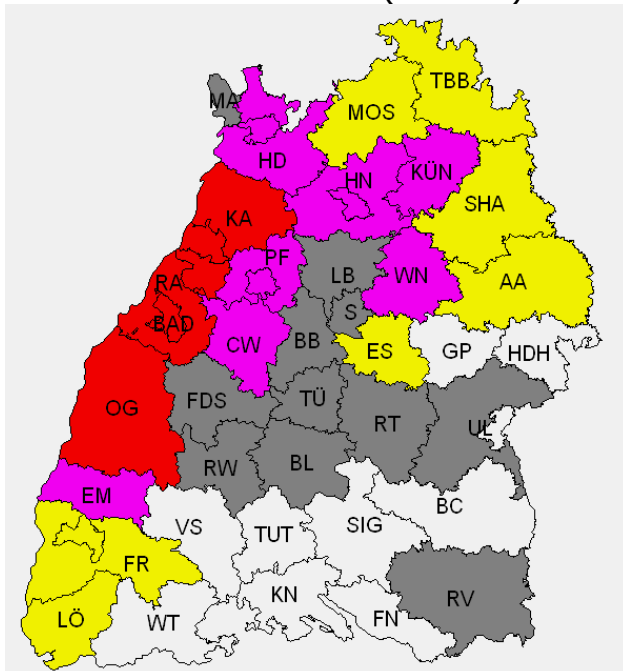 MA
TBB
MOS
HD
HN
KÜN
SHA
KA
PF
LB
WN
RA
AA
BAD
S
CW
BB
ES
GP
HDH
OG
FDS
TÜ
RT
UL
RW
BL
EM
VS
TUT
SIG
BC
FR
KN
RV
LÖ
WT
FN